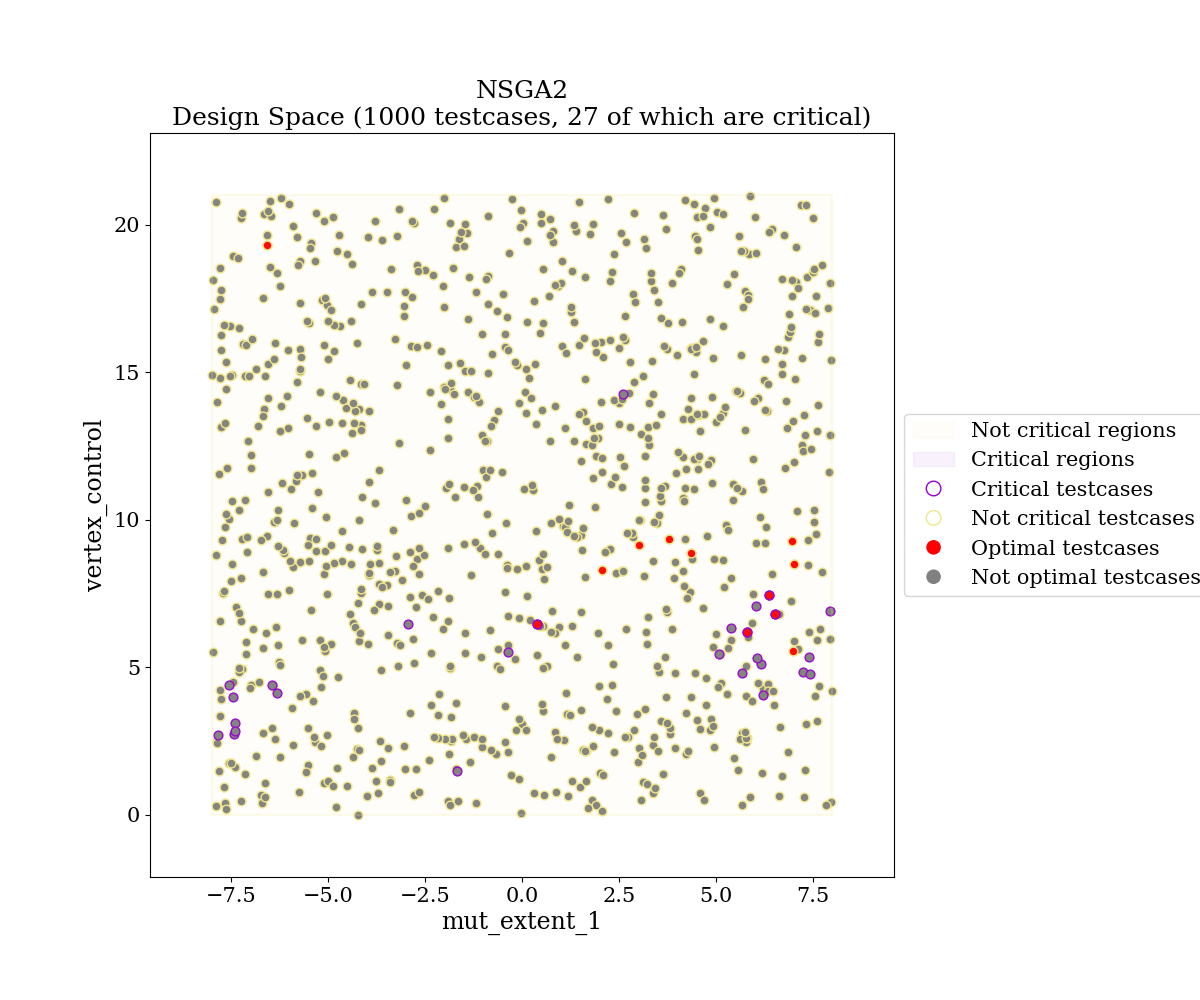 NSGA2
Design Space (1000 testcases, 27 of which are critical)
20
15
10
5
0
vertex_control
−7.5
−5.0
−2.5
0.0
2.5
5.0
7.5
mut_extent_1
Not critical regions
Critical regions
Critical testcases
Not critical testcases
Optimal testcases
Not optimal testcases